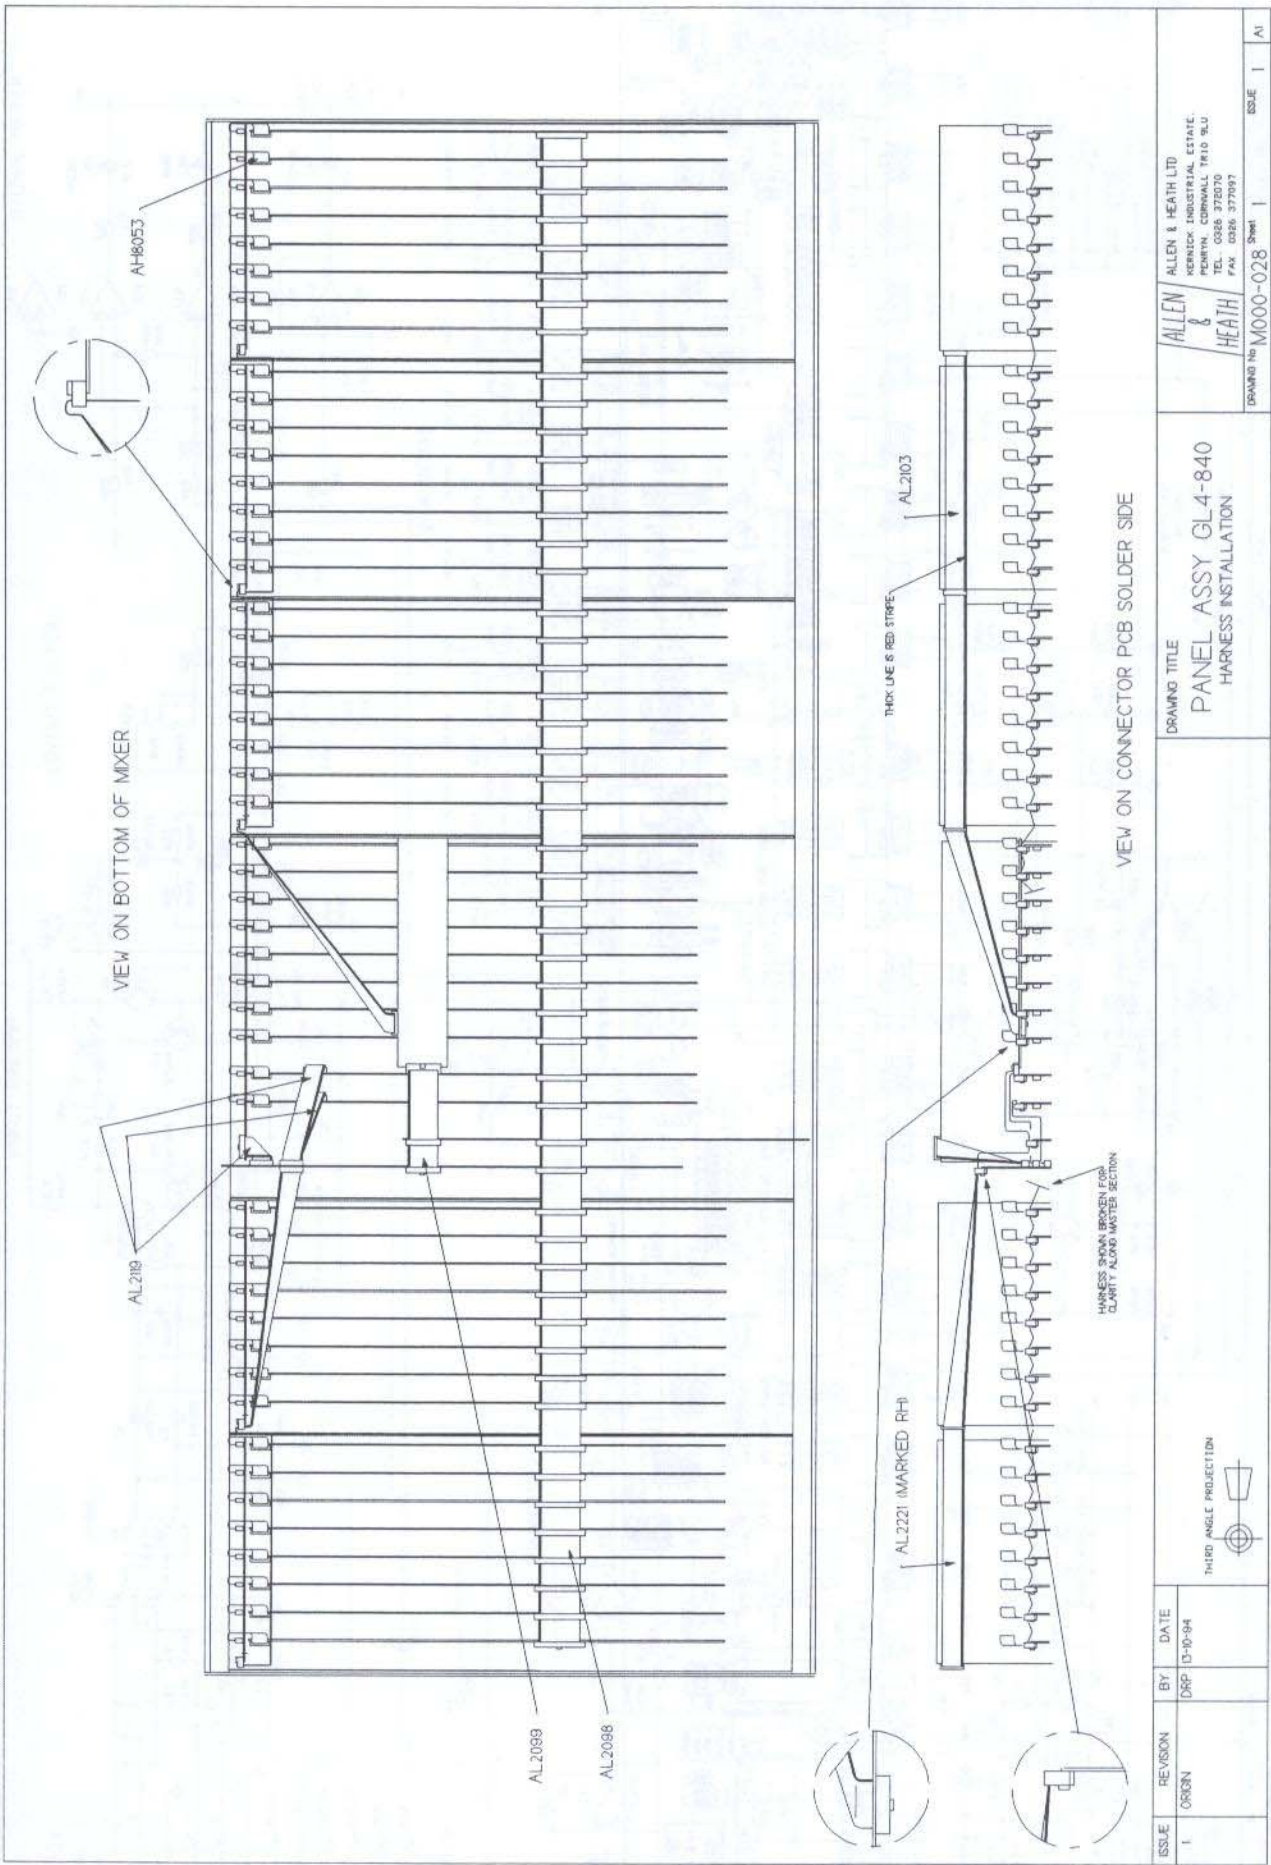 VIEW ON BOTTOM OF MIXER
AH8053
AL2119
AL2099
AL2098
THICK LINE IS RED STRIPE
AL2103
AL2221 (MARKED RH)
HARNESS SHOWN BROKEN FOR
CLARITY ALONG MASTER SECTION
VIEW ON CONNECTOR PCB SOLDER SIDE
ISSUE REVISION BY DATE
1 ORIGIN DRP 13-10-94
THIRD ANGLE PROJECTION
DRAWING TITLE
PANEL ASSY GL4-840
HARNESS INSTALLATION
ALLEN
&
HEATH
ALLEN & HEATH LTD
KERNICK INDUSTRIAL ESTATE.
PENRYN. CORNWALL TR10 9LU
TEL. 0326 372070
FAX 0326 377097
DRAWING No M000-028 Sheet 1 ISSUE 1 A1